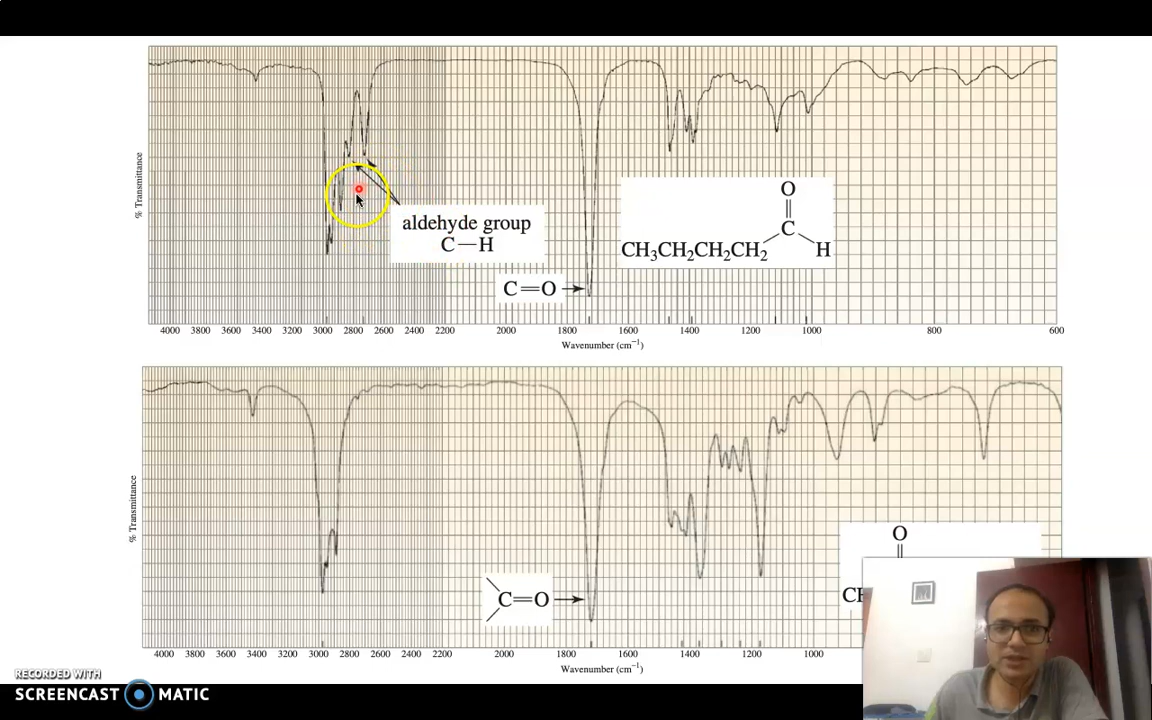 % Transmittance
aldehyde group
C—H
C=O
O
C
CH₃CH₂CH₂CH₂
H
4000 3800 3600 3400 3200 3000 2800 2600 2400 2200 2000 1800 1600 1400 1200 1000 800 600
Wavenumber (cm⁻¹)
% Transmittance
C=O
O
4000 3800 3600 3400 3200 3000 2800 2600 2400 2200 2000 1800 1600 1400 1200 1000
Wavenumber (cm⁻¹)
RECORDED WITH
SCREENCAST MATIC